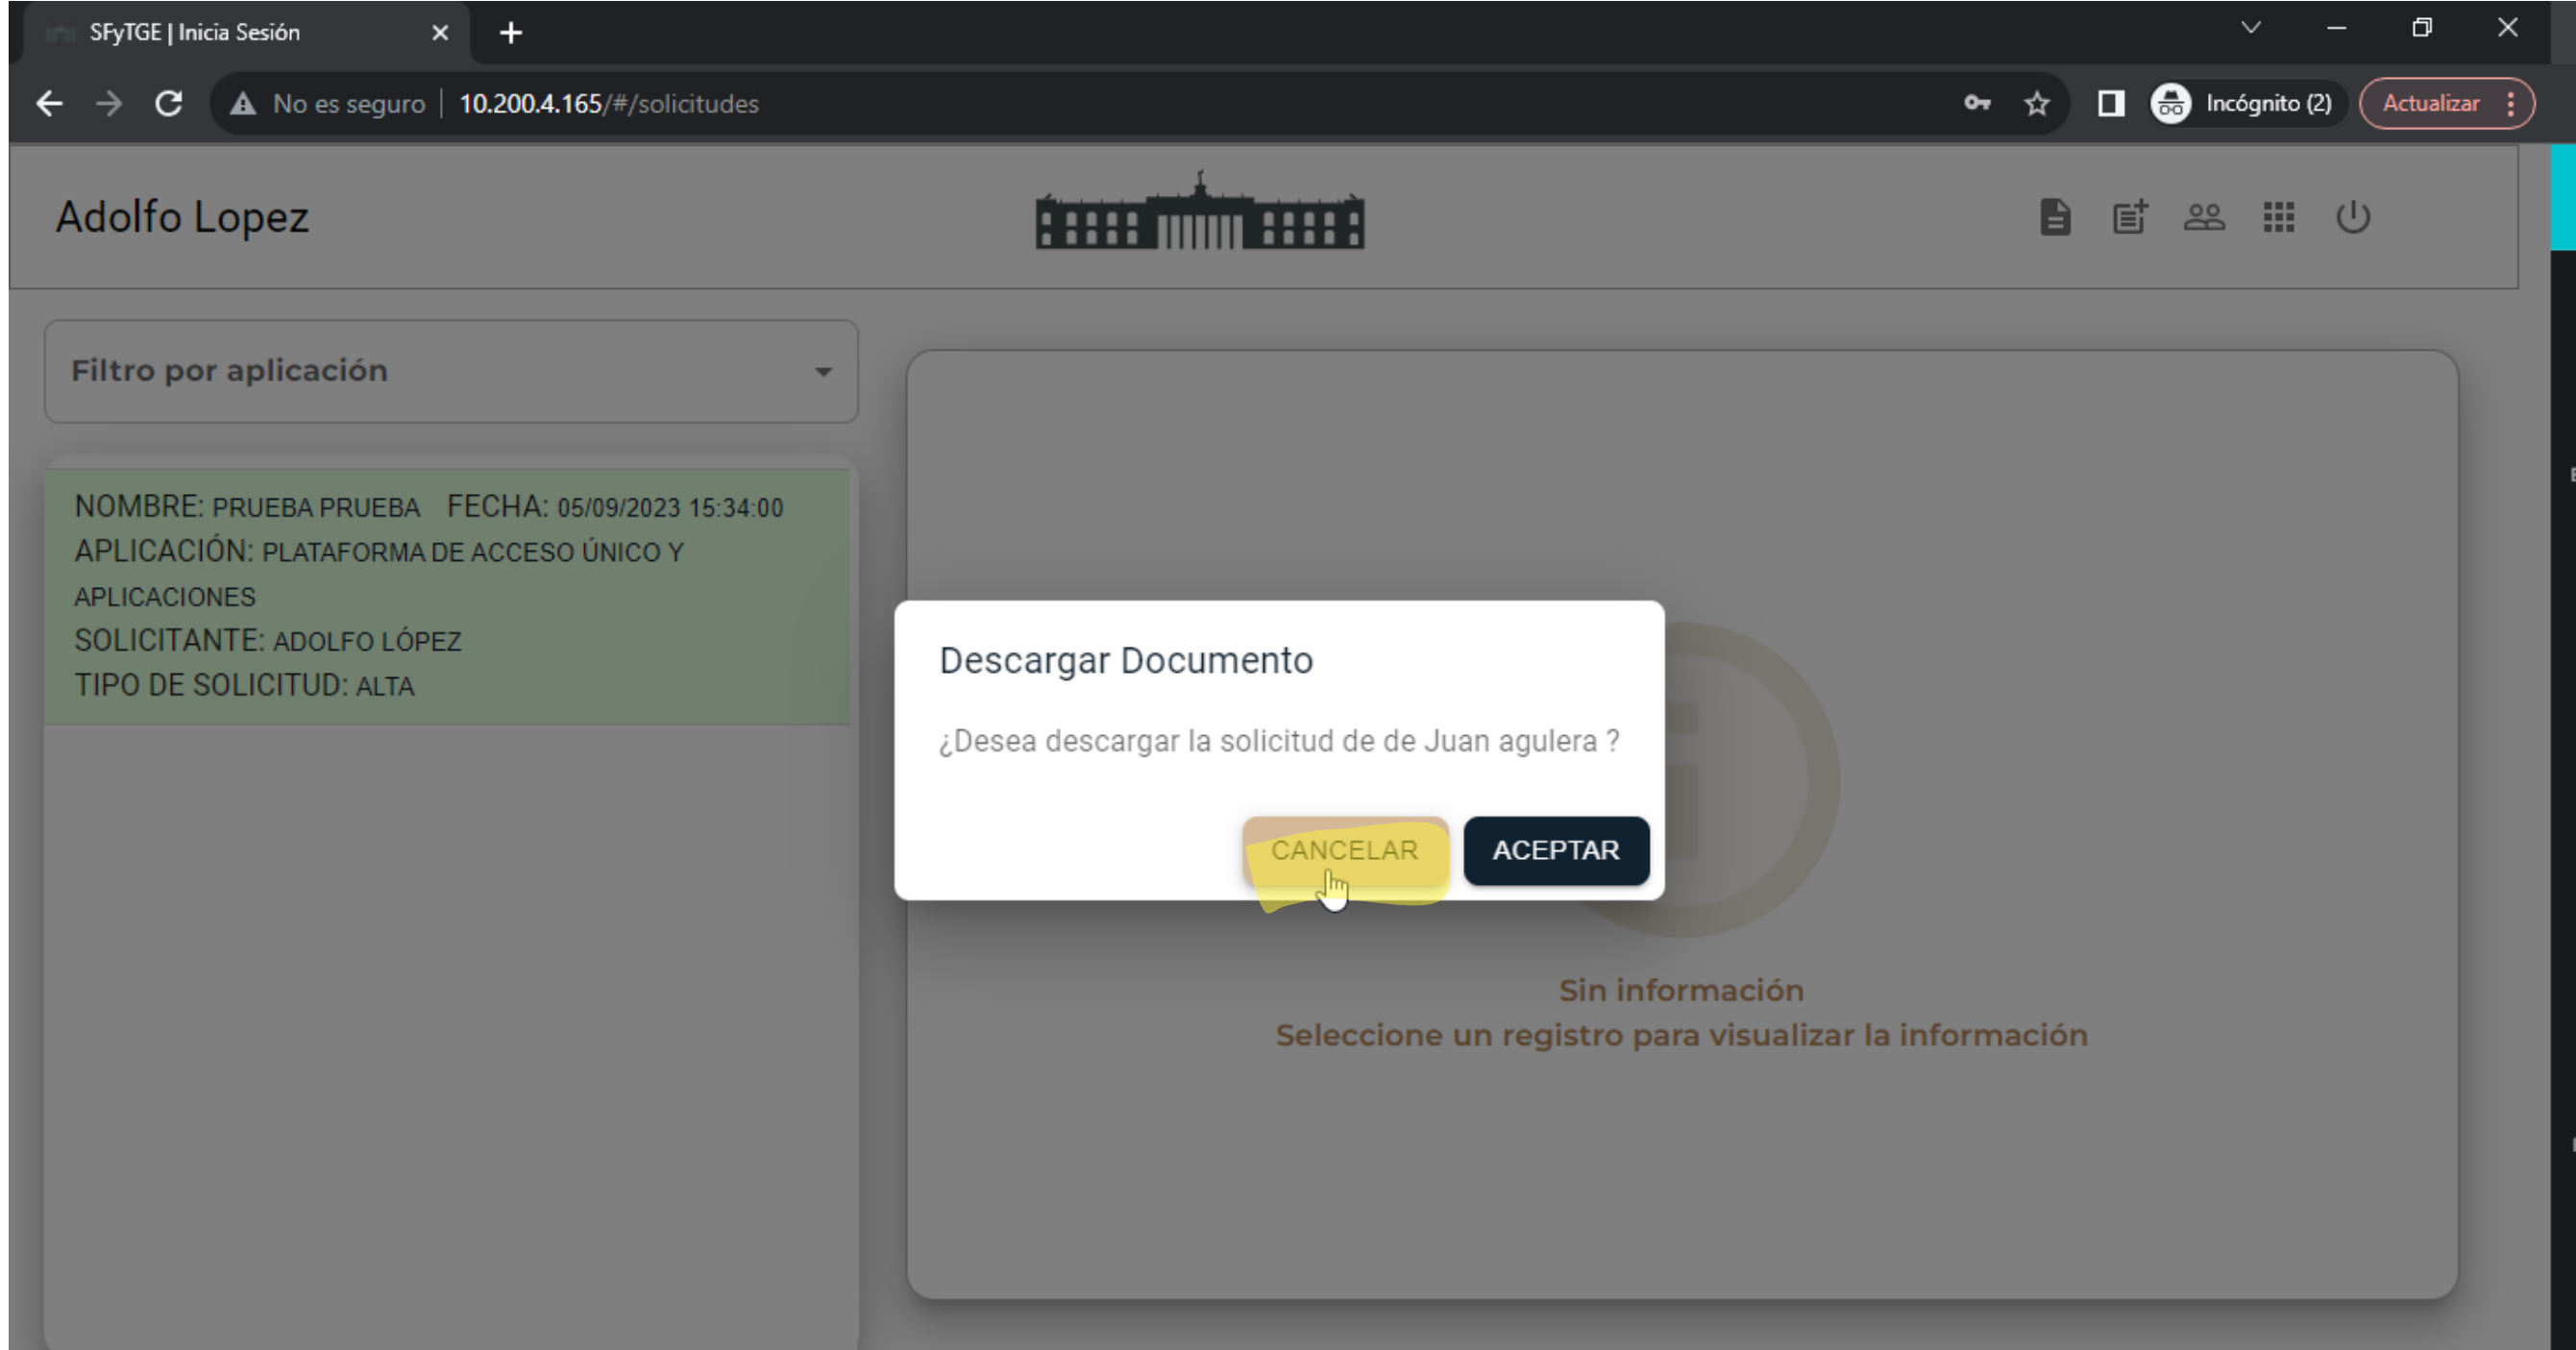 SFyTGE | Inicia Sesión
No es seguro 10.200.4.165/#/solicitudes
Incógnito (2)
Actualizar
Adolfo Lopez
Filtro por aplicación
NOMBRE: PRUEBA PRUEBA FECHA: 05/09/2023 15:34:00
APLICACIÓN: PLATAFORMA DE ACCESO ÚNICO Y
APLICACIONES
SOLICITANTE: ADOLFO LÓPEZ
TIPO DE SOLICITUD: ALTA
Descargar Documento
¿Desea descargar la solicitud de de Juan agulera ?
CANCELAR
ACEPTAR
Sin información
Seleccione un registro para visualizar la información